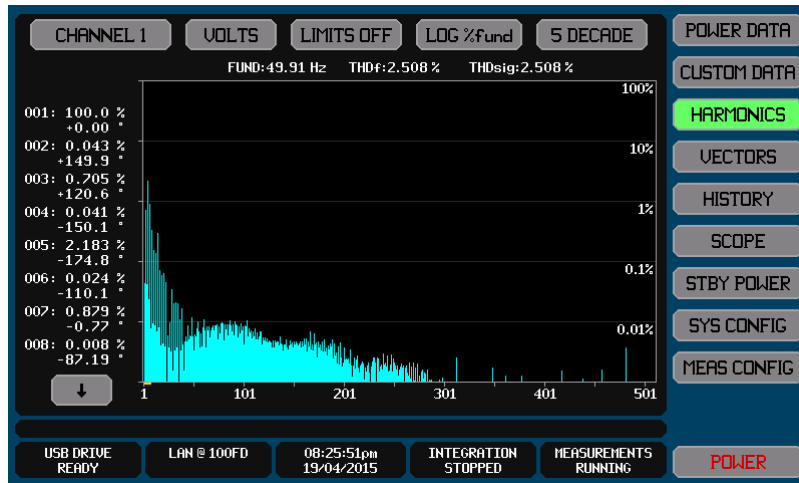 CHANNEL 1 VOLTS LIMITS OFF LOG %fund 5 DECADE POWER DATA
FUND:49.91 Hz THDf:2.508 % THDsig:2.508 %
CUSTOM DATA
100%
001: 100.0 %
+0.00 °
HARMONICS
002: 0.043 %
+149.9 °
10%
VECTORS
003: 0.705 %
+120.6 °
HISTORY
004: 0.041 %
-150.1 °
1%
005: 2.183 %
-174.8 °
SCOPE
006: 0.024 %
-110.1 °
0.1%
STBY POWER
007: 0.879 %
-0.77 °
0.01%
SYS CONFIG
008: 0.008 %
-87.19 °
MEAS CONFIG
↓
1 101 201 301 401 501
USB DRIVE
READY
LAN @ 100FD
08:25:51pm
19/04/2015
INTEGRATION
STOPPED
MEASUREMENTS
RUNNING
POWER